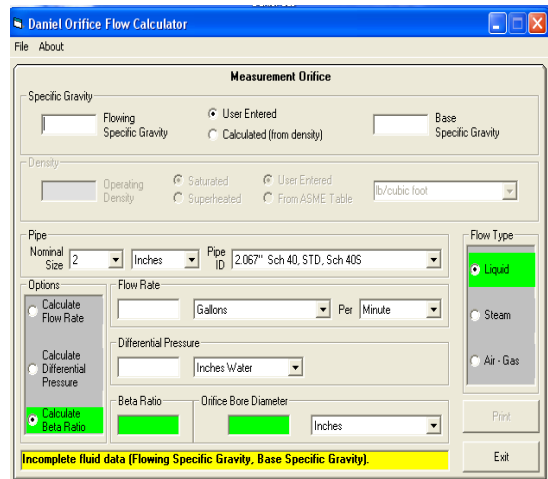 Daniel Orifice Flow Calculator
File About
Measurement Orifice
Specific Gravity
Flowing
Specific Gravity
User Entered
Calculated (from density)
Base
Specific Gravity
Density
Operating
Density
Saturated
Superheated
User Entered
From ASME Table
lb/cubic foot
Pipe
Nominal
Size
2
Inches
Pipe
ID
2.067" Sch 40, STD, Sch 40S
Flow Type
Liquid
Steam
Air - Gas
Options
Calculate
Flow Rate
Calculate
Differential
Pressure
Calculate
Beta Ratio
Flow Rate
Gallons
Per
Minute
Differential Pressure
Inches Water
Beta Ratio
Orifice Bore Diameter
Inches
Print
Exit
Incomplete fluid data (Flowing Specific Gravity, Base Specific Gravity).